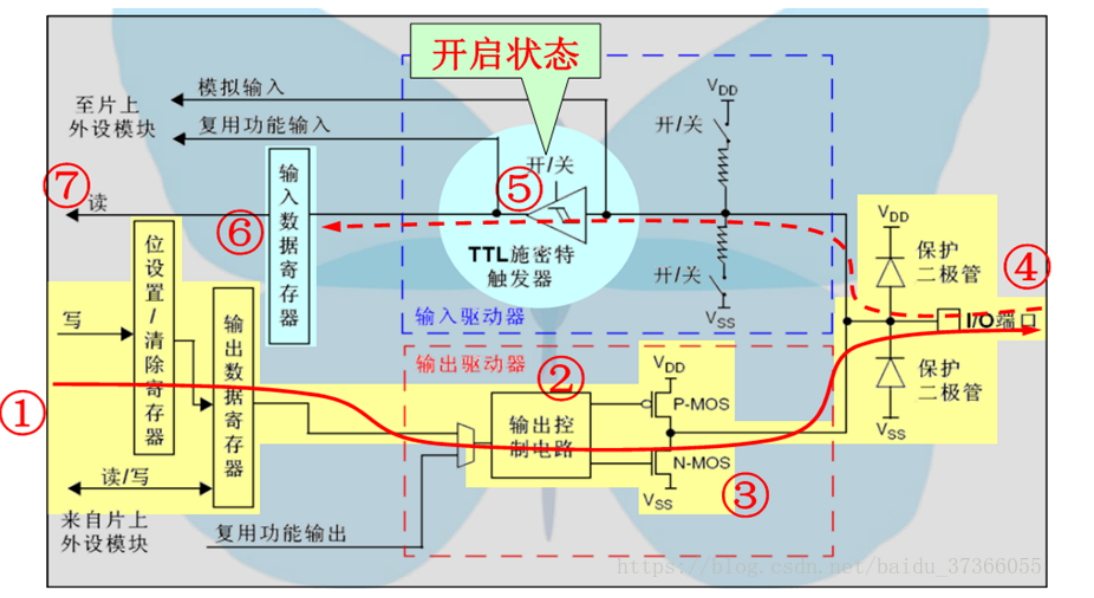 开启状态
模拟输入
至片上
外设模块
复用功能输入
开/关
VDD
开/关
⑦
读
⑤
⑥
输入数据寄存器
TTL施密特
触发器
开/关
VSS
输入驱动器
VDD
保护
二极管
④
I/O端口
保护
二极管
VSS
位设置/清除寄存器
写
输出数据寄存器
①
输出驱动器
②
VDD
P-MOS
输出控
制电路
N-MOS
VSS
③
读/写
来自片上
外设模块
复用功能输出
https://blog.csdn.net/baidu_37366055